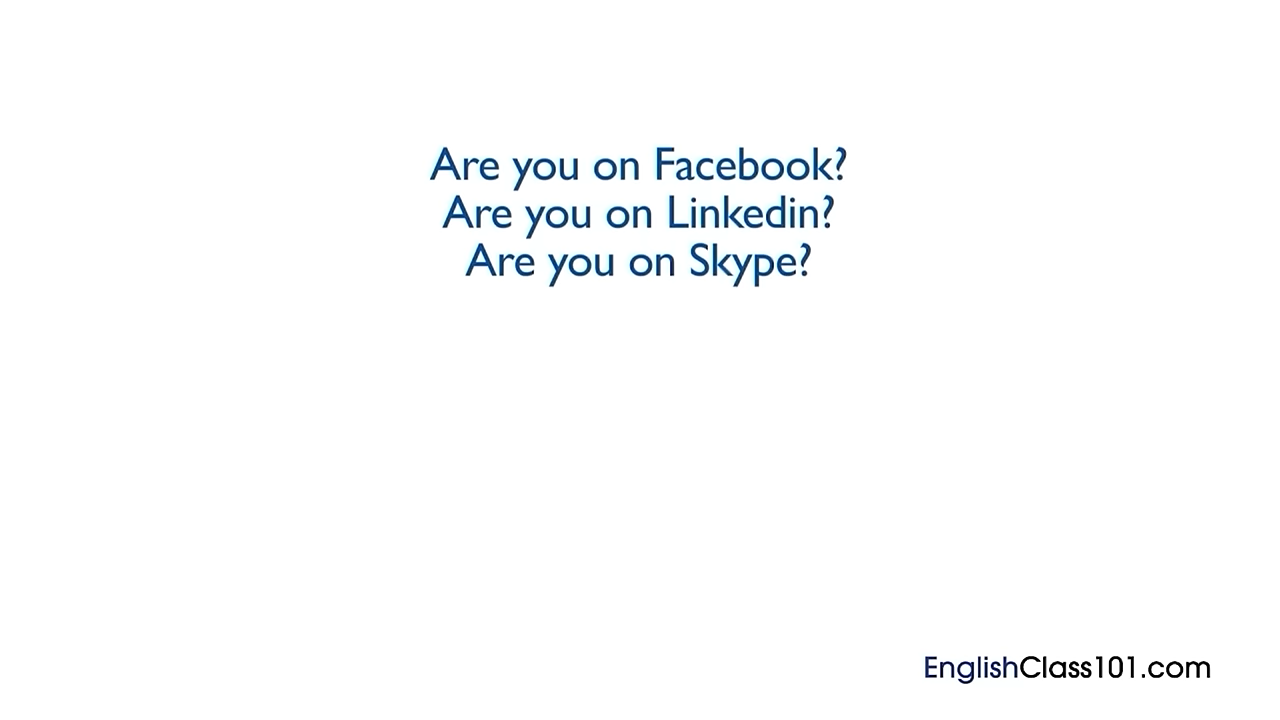 Are you on Facebook?
Are you on Linkedin?
Are you on Skype?
EnglishClass101.com